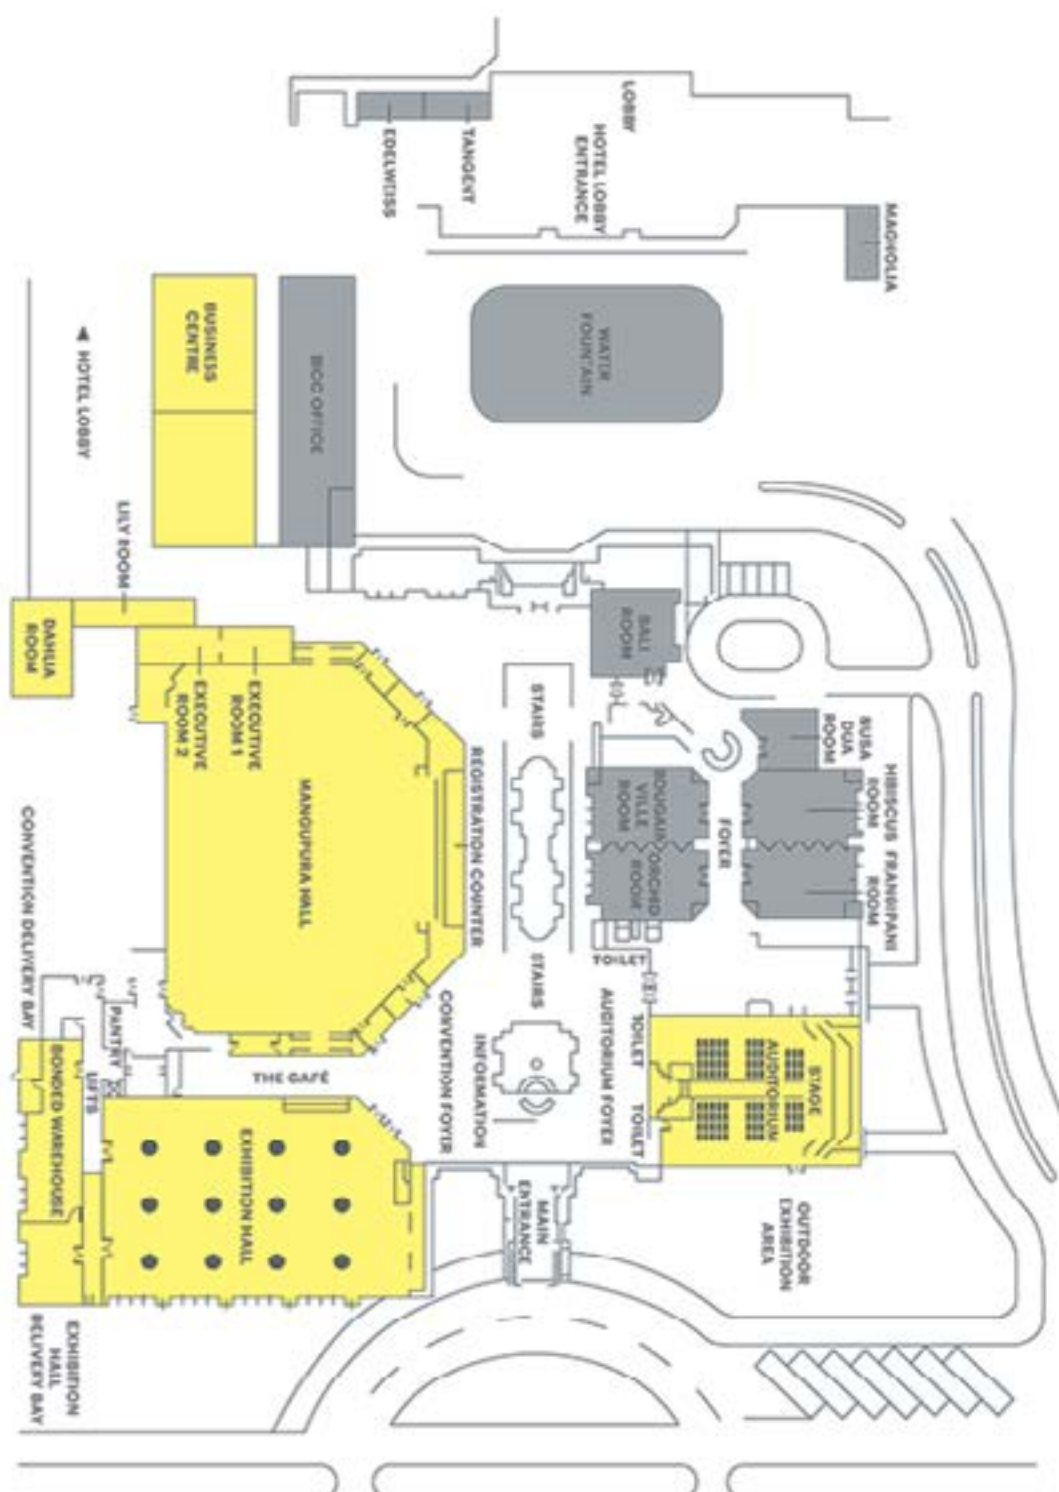 LOBBY
HOTEL LOBBY
ENTRANCE
TANGENT
EDELWEISS
MAGNOLIA
WATER
FOUNTAIN
BUSINESS
CENTRE
BICC OFFICE
HOTEL LOBBY
LILY ROOM
DAHLIA
ROOM
EXECUTIVE
ROOM 1
EXECUTIVE
ROOM 2
MANGUPURA HALL
REGISTRATION COUNTER
STAIRS
STAIRS
BALI
ROOM
NUSA
DUA
ROOM
HIBISCUS
ROOM
FRANGIPANI
ROOM
FOYER
BOUGAIN
VILLE
ROOM
ORCHID
ROOM
TOILET
TOILET
TOILET
AUDITORIUM FOYER
STAGE
AUDITORIUM
INFORMATION
CONVENTION FOYER
THE CAFÉ
CONVENTION DELIVERY BAY
PANTRY
LIFTS
BONDED WAREHOUSE
EXHIBITION HALL
MAIN
ENTRANCE
OUTDOOR
EXHIBITION
AREA
EXHIBITION
HALL
DELIVERY BAY